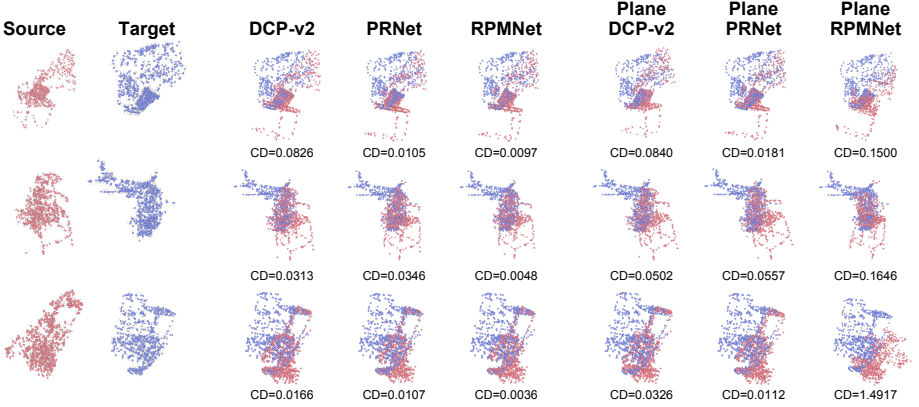 Source Target DCP-v2 PRNet RPMNet Plane DCP-v2 Plane PRNet Plane RPMNet
CD=0.0826 CD=0.0105 CD=0.0097 CD=0.0840 CD=0.0181 CD=0.1500
CD=0.0313 CD=0.0346 CD=0.0048 CD=0.0502 CD=0.0557 CD=0.1646
CD=0.0166 CD=0.0107 CD=0.0036 CD=0.0326 CD=0.0112 CD=1.4917